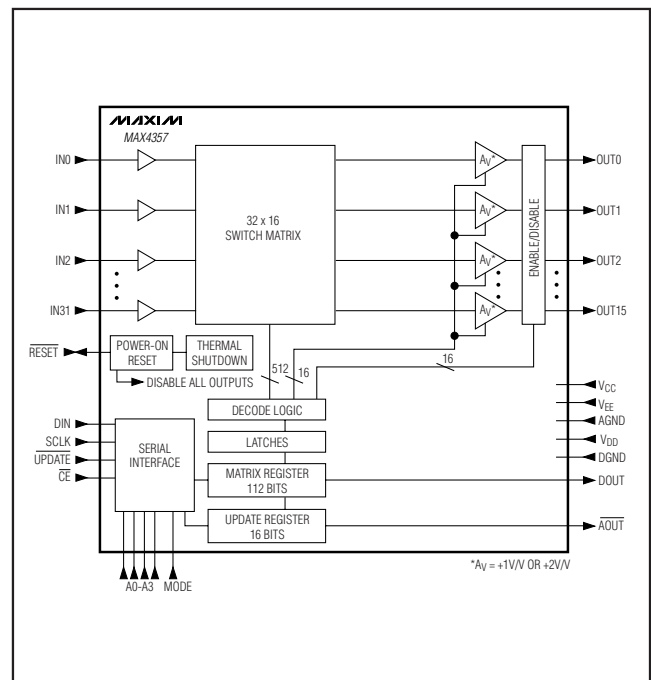 MAXIM
MAX4357
IN0
IN1
IN2
IN31
32 x 16
SWITCH MATRIX
AV*
AV*
AV*
AV*
ENABLE/DISABLE
OUT0
OUT1
OUT2
OUT15
RESET
POWER-ON
RESET
THERMAL
SHUTDOWN
DISABLE ALL OUTPUTS
512
16
16
DECODE LOGIC
LATCHES
MATRIX REGISTER
112 BITS
UPDATE REGISTER
16 BITS
DIN
SCLK
UPDATE
CE
SERIAL
INTERFACE
A0-A3
MODE
VCC
VEE
AGND
VDD
DGND
DOUT
AOUT
*AV = +1V/V OR +2V/V